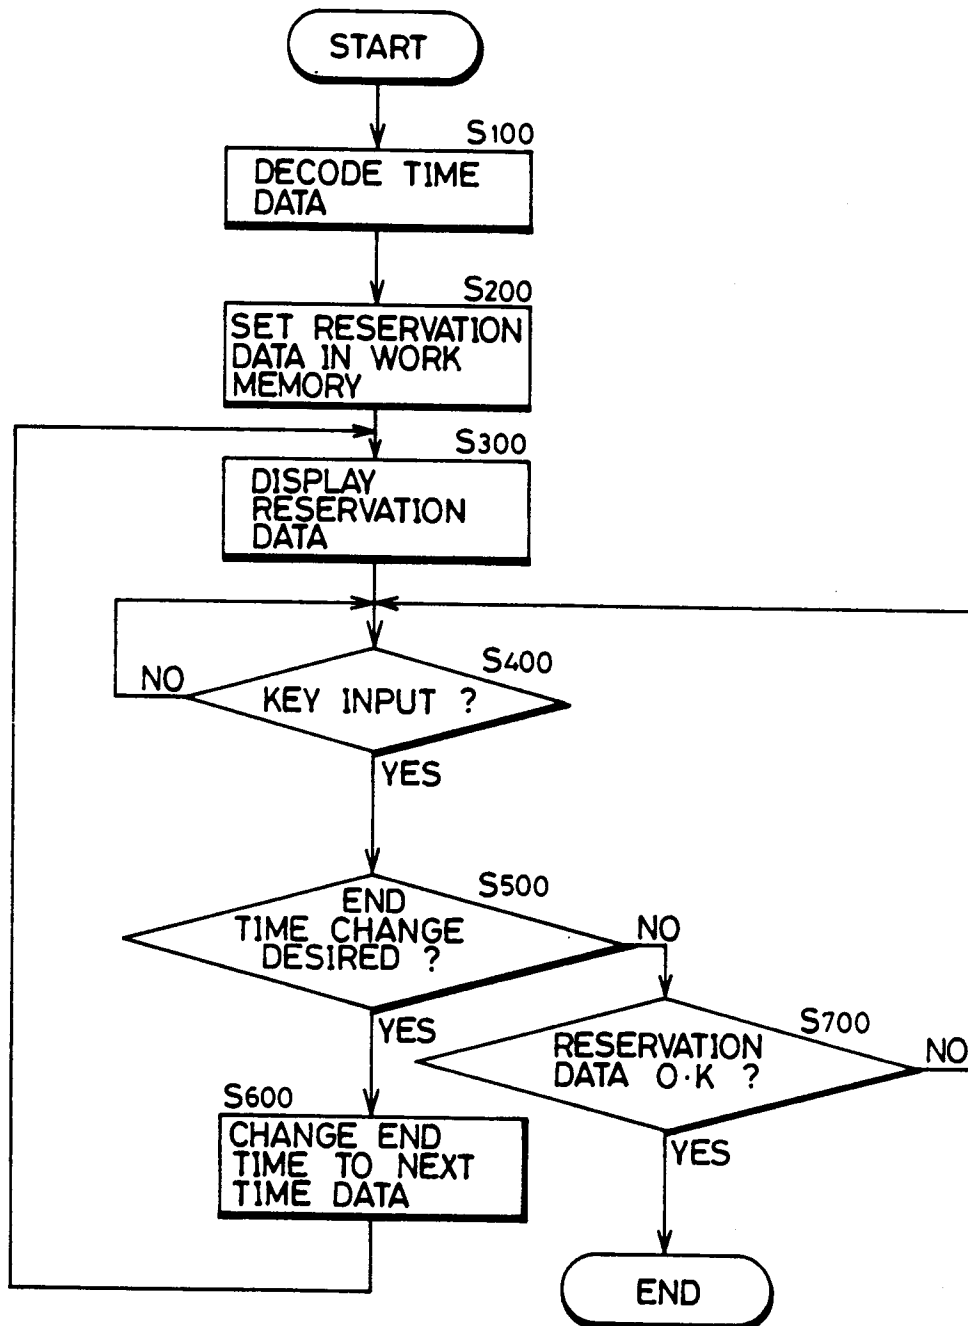 START
S100
DECODE TIME
DATA
S200
SET RESERVATION
DATA IN WORK
MEMORY
S300
DISPLAY
RESERVATION
DATA
S400
NO
KEY INPUT ?
YES
S500
END
TIME CHANGE
DESIRED ?
NO
YES
S700
RESERVATION
DATA O·K ?
NO
YES
S600
CHANGE END
TIME TO NEXT
TIME DATA
END